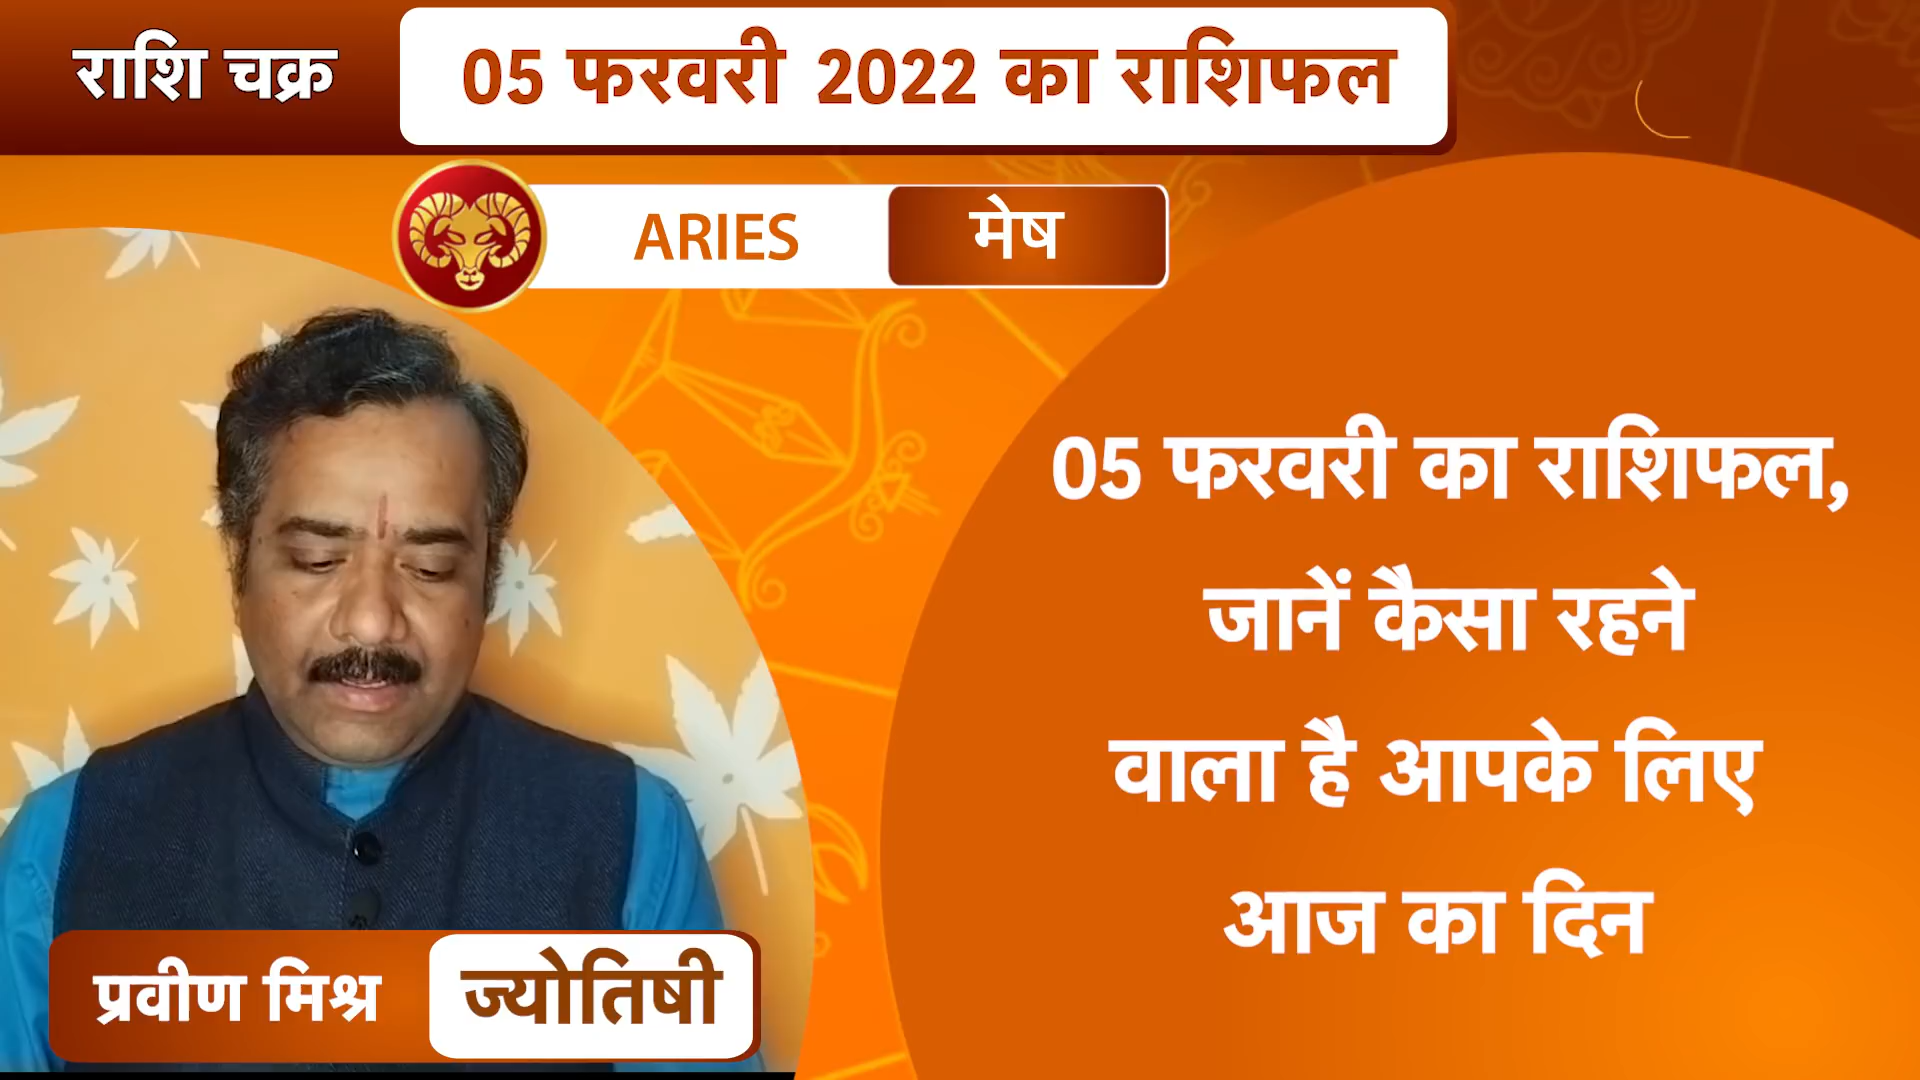 राशि चक्र
05 फरवरी 2022 का राशिफल
ARIES
मेष
05 फरवरी का राशिफल,
जानें कैसा रहने
वाला है आपके लिए
आज का दिन
प्रवीण मिश्र
ज्योतिषी